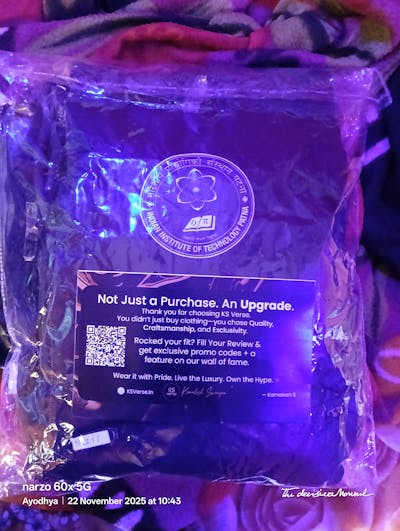 भारतीय प्रौद्योगिकी संस्थान पटना
INDIAN INSTITUTE OF TECHNOLOGY PATNA
Not Just a Purchase. An Upgrade.
Thank you for choosing KS Verse.
You didn't just buy clothing—you chose Quality,
Craftsmanship, and Exclusivity.
Rocked your fit? Fill Your Review &
get exclusive promo codes + a
feature on our wall of fame.
Wear it with Pride. Live the Luxury. Own the Hype.
KSVerse.in
KS
— Kamalesh S
narzo 60x 5G
Ayodhya | 22 November 2025 at 10:43